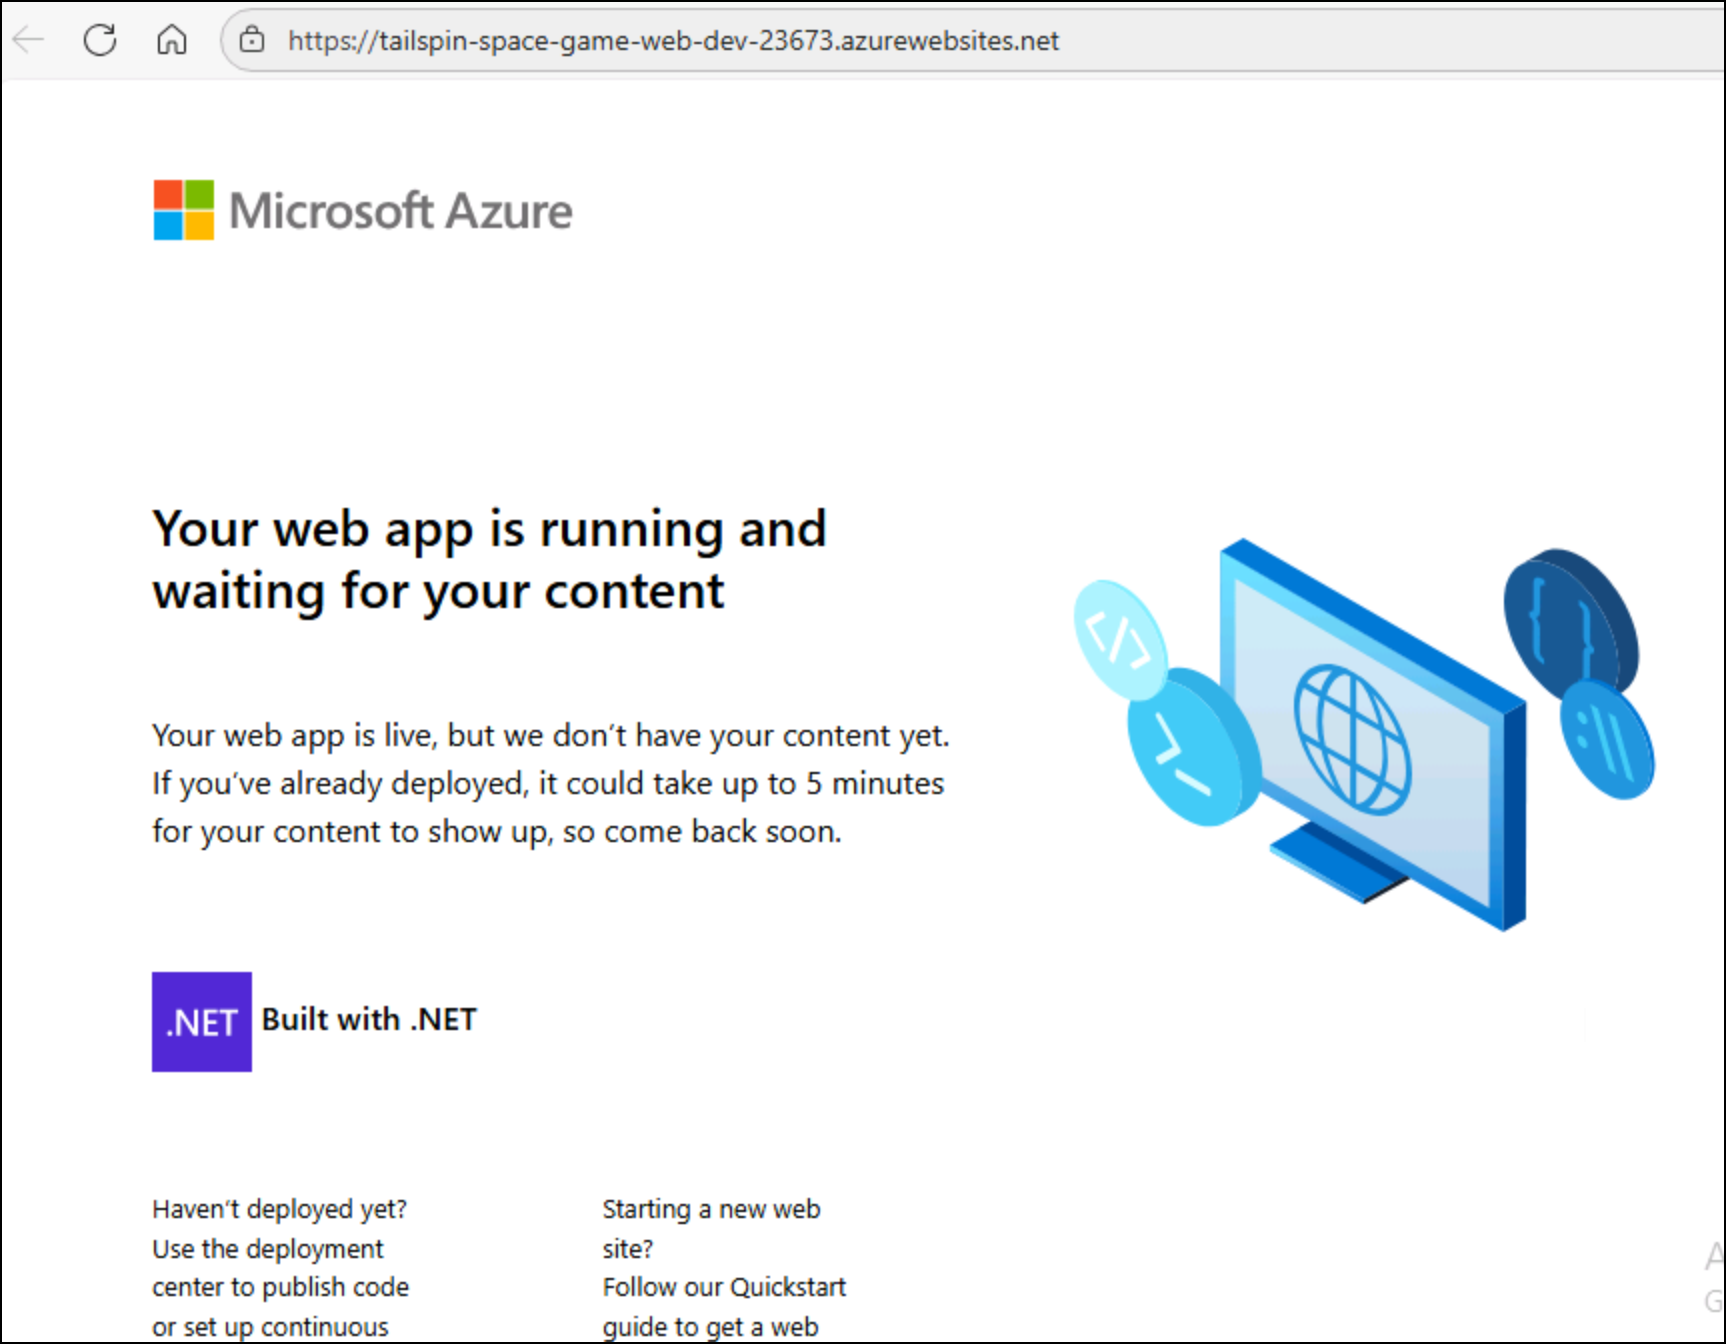 https://tailspin-space-game-web-dev-23673.azurewebsites.net
Microsoft Azure
Your web app is running and
waiting for your content
Your web app is live, but we don’t have your content yet.
If you’ve already deployed, it could take up to 5 minutes
for your content to show up, so come back soon.
.NET Built with .NET
Haven’t deployed yet?
Use the deployment
center to publish code
or set up continuous
Starting a new web
site?
Follow our Quickstart
guide to get a web
A
G